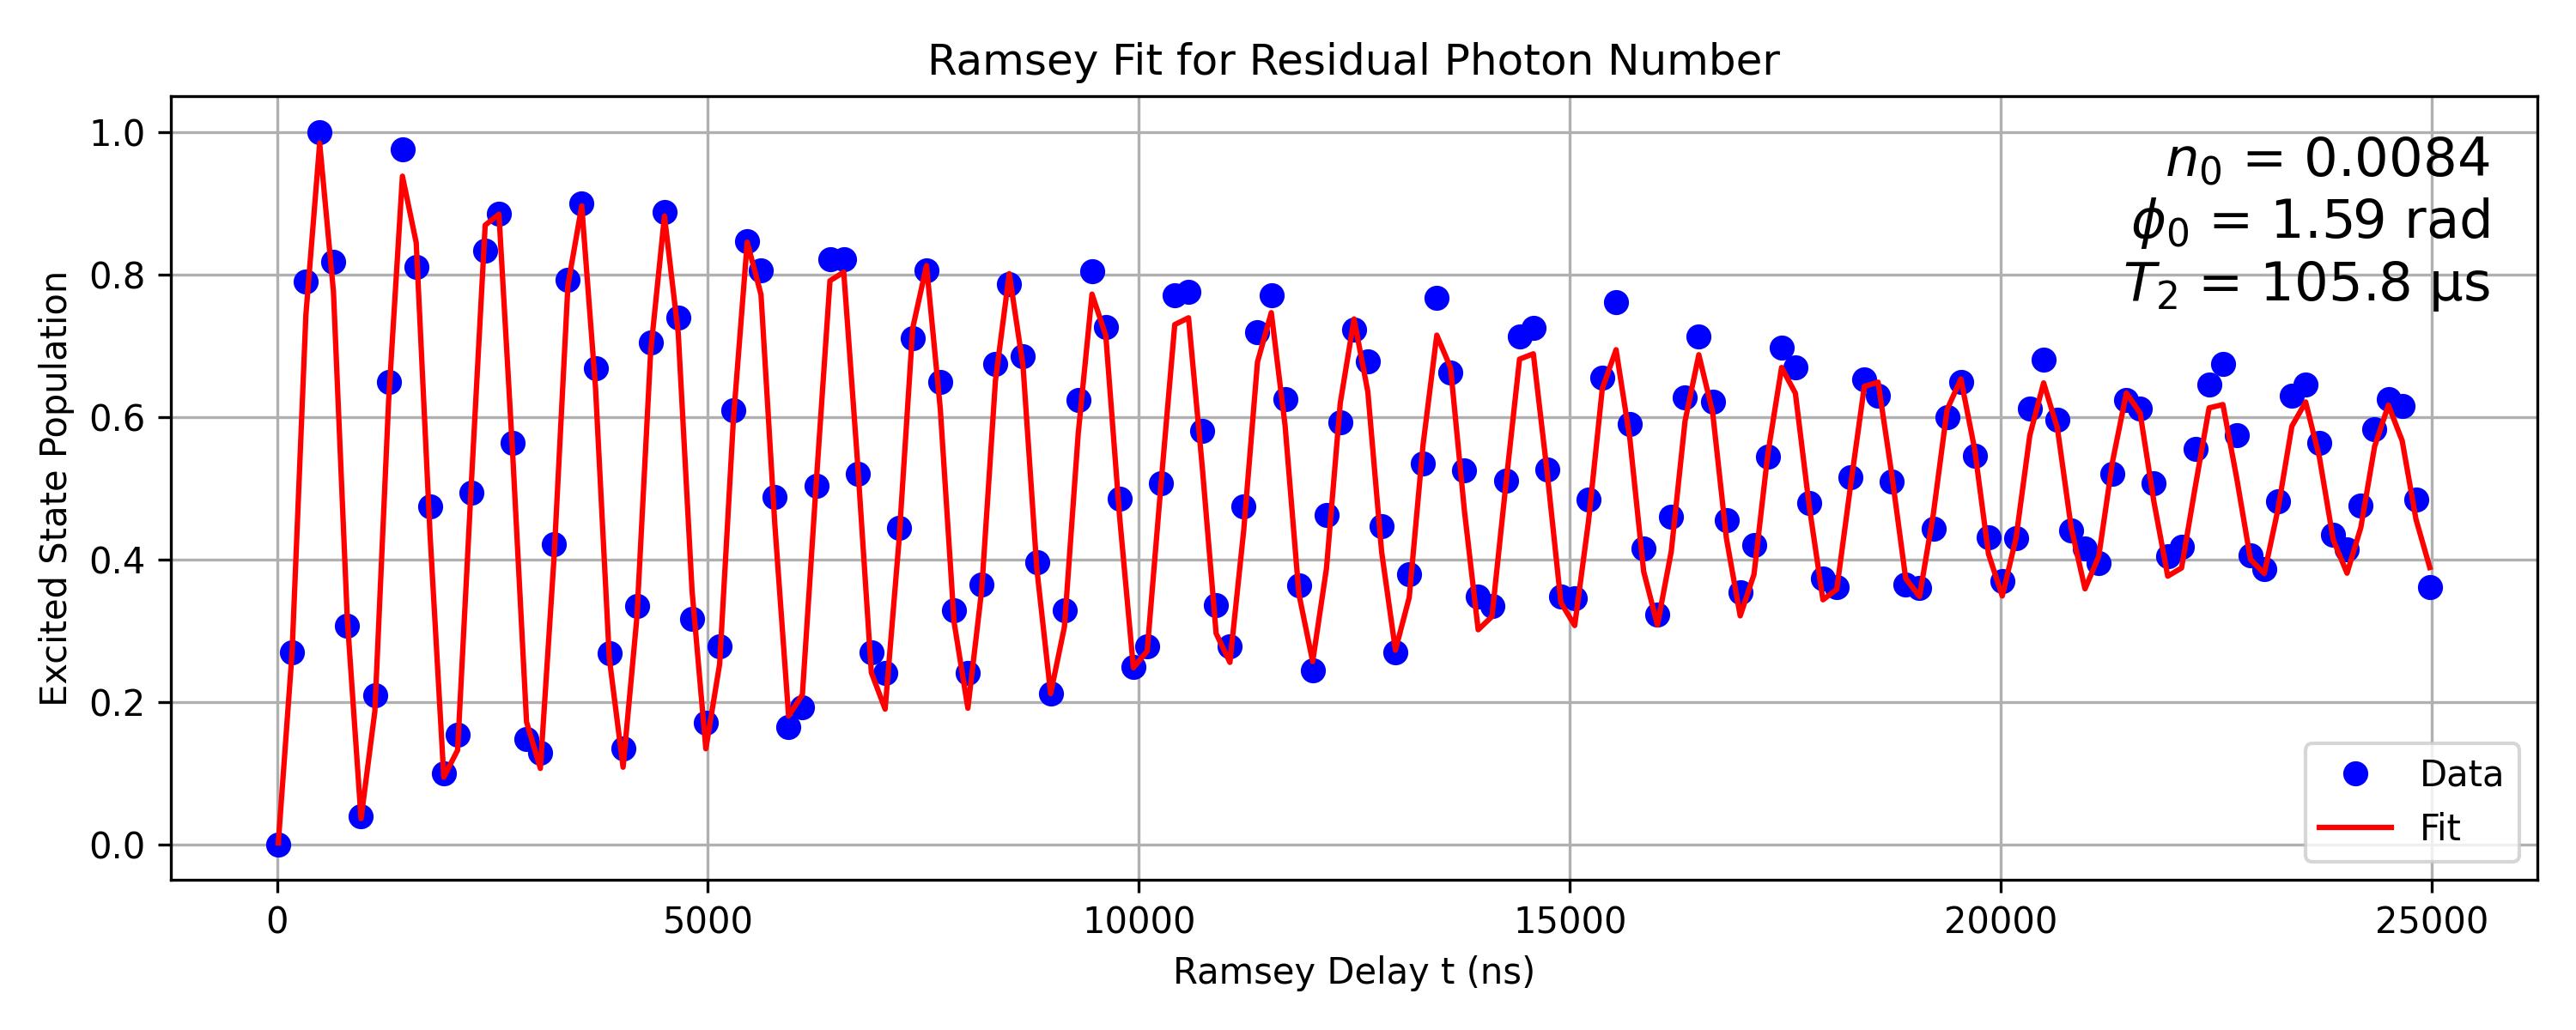 Ramsey Fit for Residual Photon Number
n₀ = 0.0084
ϕ₀ = 1.59 rad
T₂ = 105.8 µs
Excited State Population
1.0
0.8
0.6
0.4
0.2
0.0
Data
Fit
0 5000 10000 15000 20000 25000
Ramsey Delay t (ns)